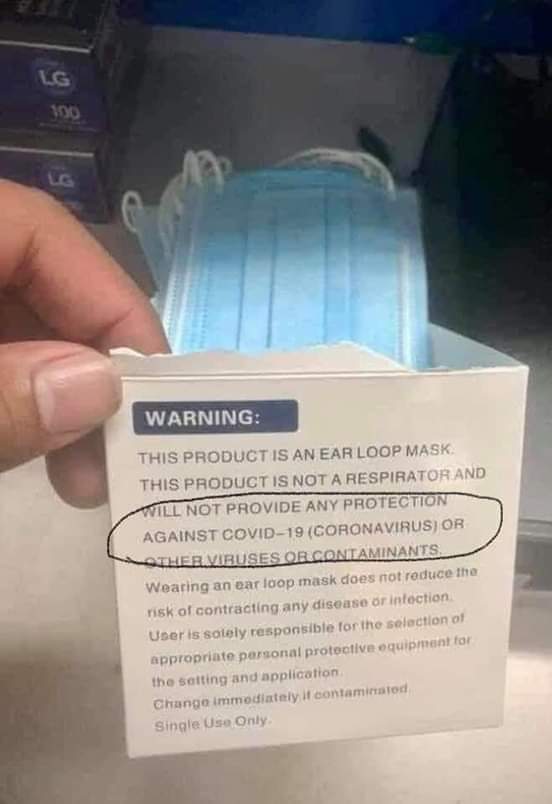 LG
100
LG
WARNING:
THIS PRODUCT IS AN EAR LOOP MASK.
THIS PRODUCT IS NOT A RESPIRATOR AND
WILL NOT PROVIDE ANY PROTECTION
AGAINST COVID-19 (CORONAVIRUS) OR
OTHER VIRUSES OR CONTAMINANTS.
Wearing an ear loop mask does not reduce the
risk of contracting any disease or infection.
User is solely responsible for the selection of
appropriate personal protective equipment for
the setting and application.
Change immediately if contaminated.
Single Use Only.